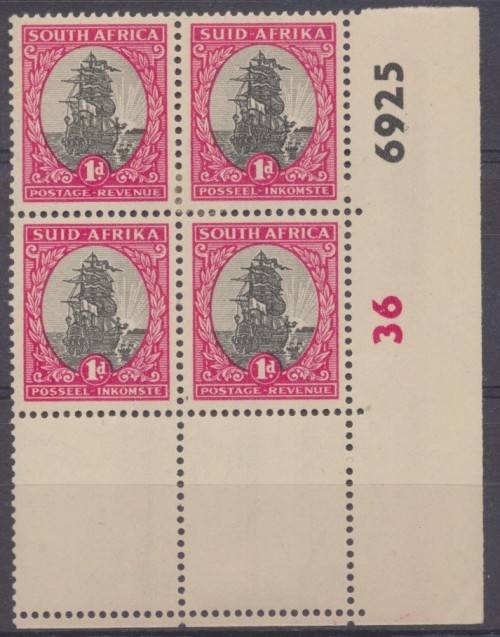 SOUTH AFRICA
1d
POSTAGE-REVENUE
SUID-AFRIKA
1d
POSSEEL-INKOMSTE
6925
SUID-AFRIKA
1d.
POSSEEL-INKOMSTE
SOUTH AFRICA
1d.
POSTAGE-REVENUE
36